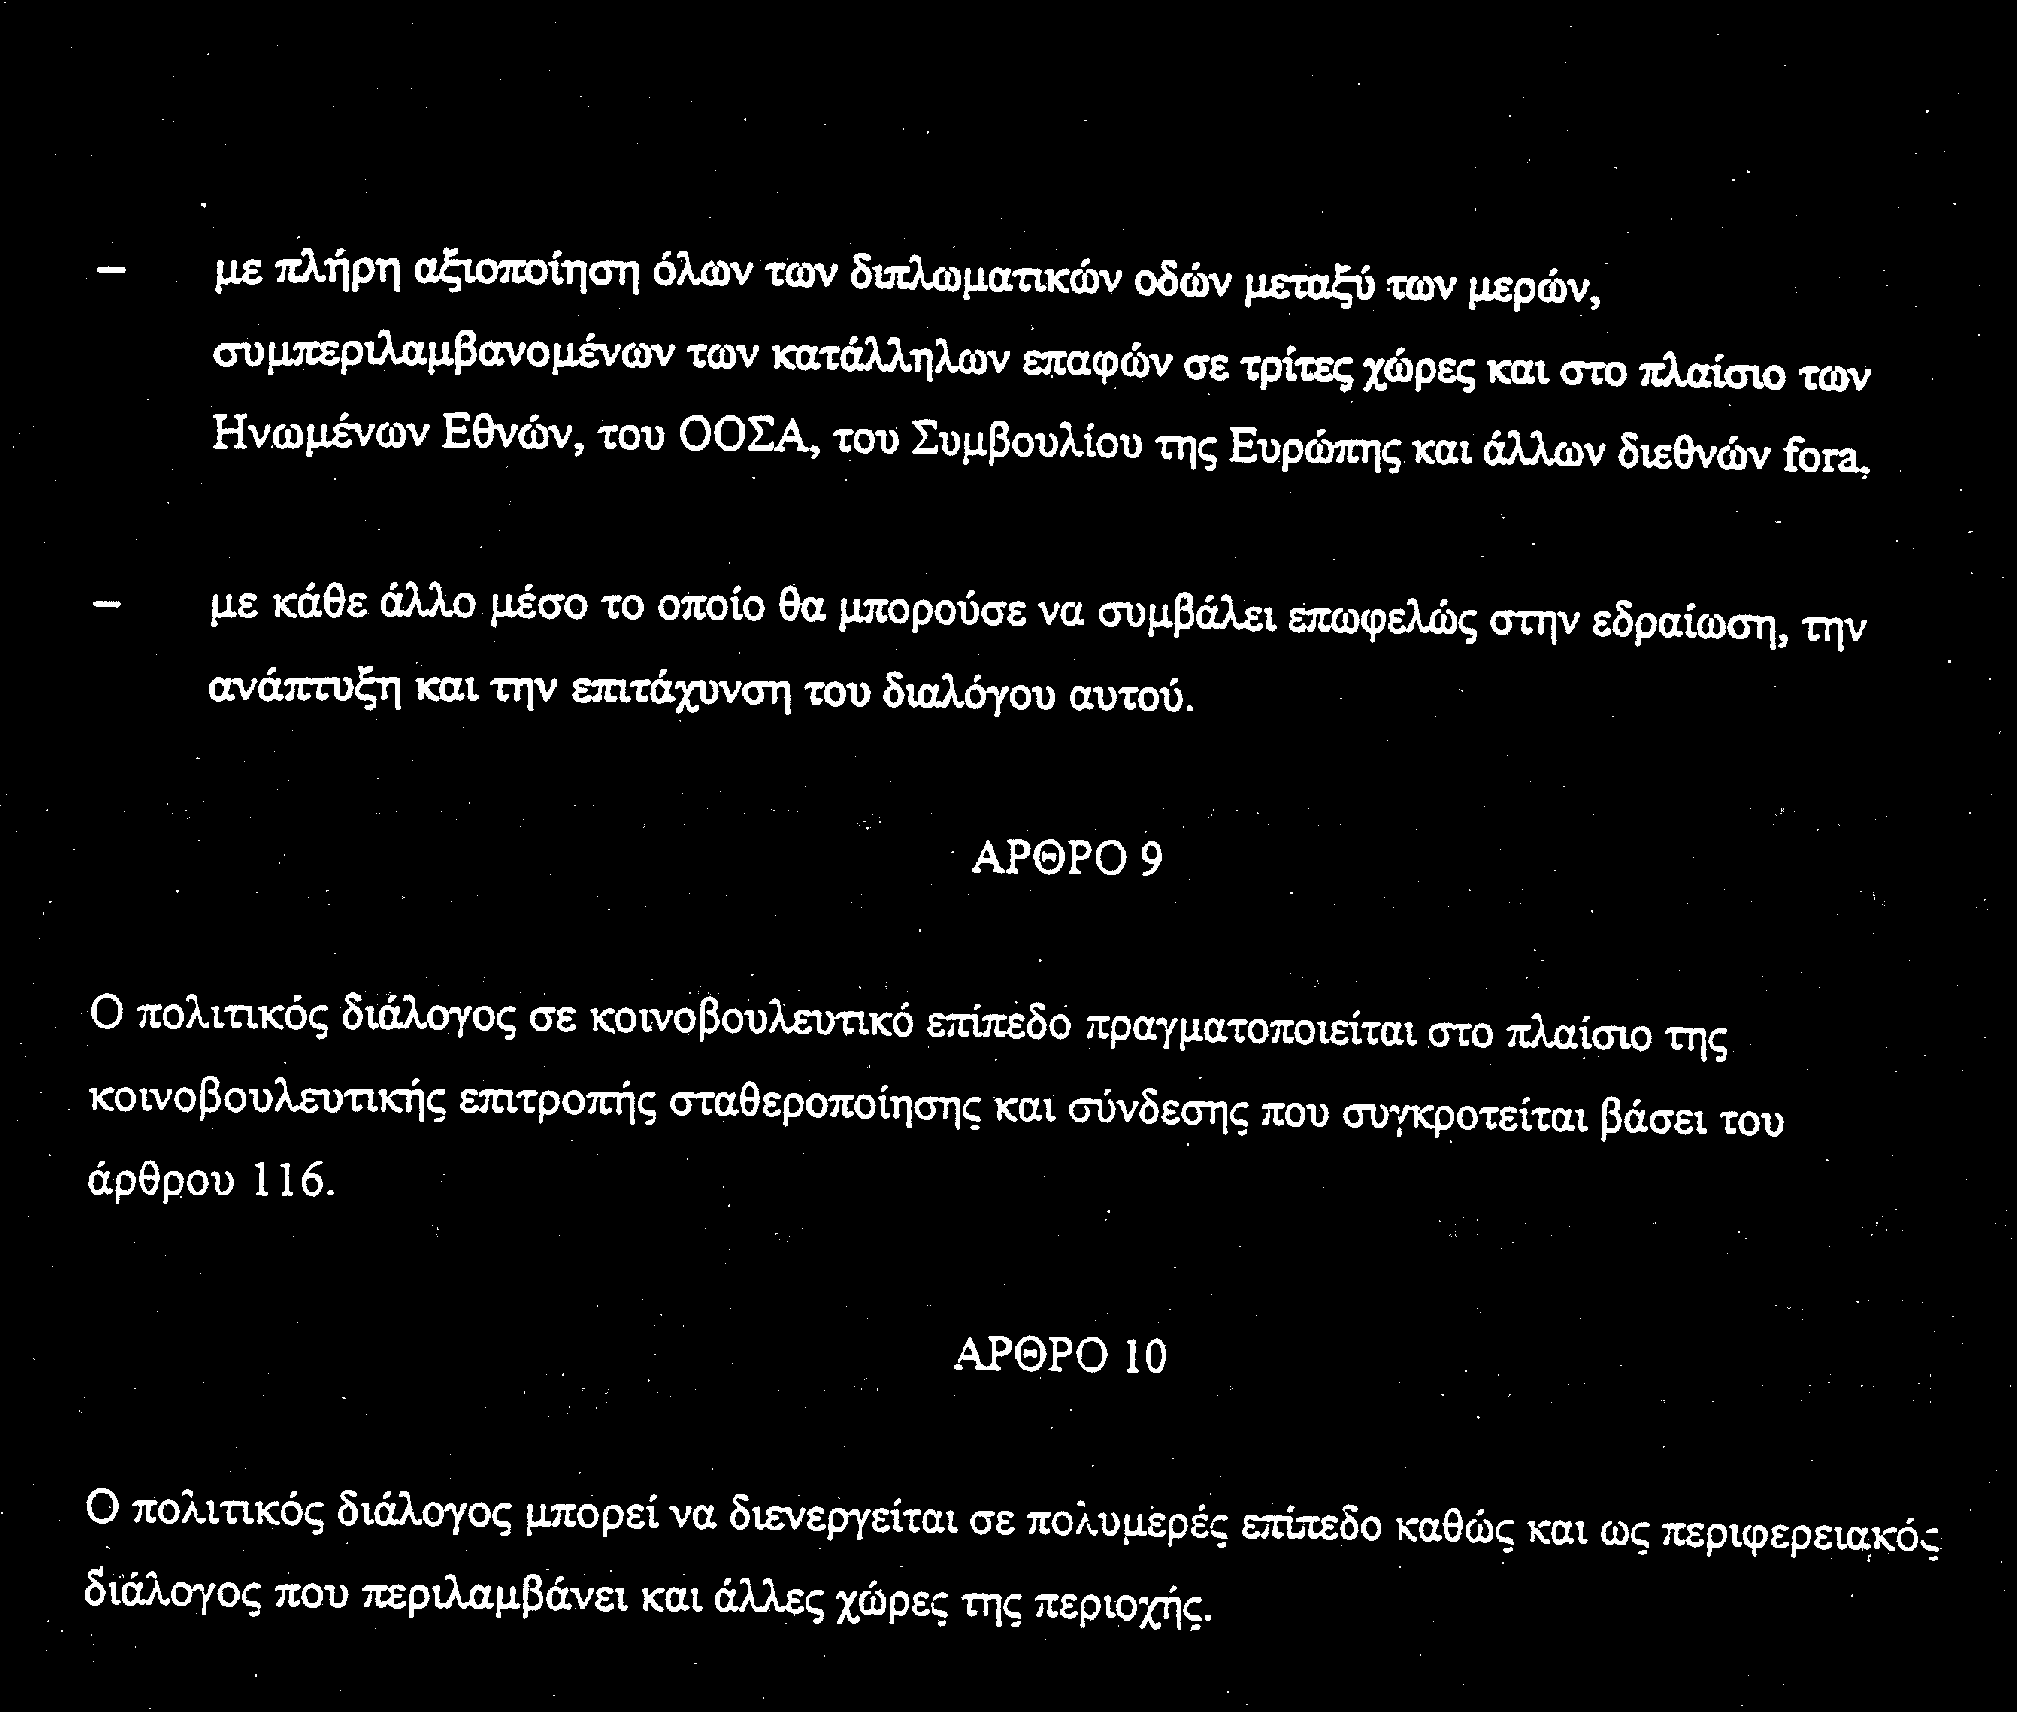 – με πλήρη αξιοποίηση όλων των διπλωματικών οδών μεταξύ των μερών,
συμπεριλαμβανομένων των κατάλληλων επαφών σε τρίτες χώρες και στο πλαίσιο των
Ηνωμένων Εθνών, του ΟΟΣΑ, του Συμβουλίου της Ευρώπης και άλλων διεθνών fora,
– με κάθε άλλο μέσο το οποίο θα μπορούσε να συμβάλει επωφελώς στην εδραίωση, την
ανάπτυξη και την επιτάχυνση του διαλόγου αυτού.
ΑΡΘΡΟ 9
Ο πολιτικός διάλογος σε κοινοβουλευτικό επίπεδο πραγματοποιείται στο πλαίσιο της
κοινοβουλευτικής επιτροπής σταθεροποίησης και σύνδεσης που συγκροτείται βάσει του
άρθρου 116.
ΑΡΘΡΟ 10
Ο πολιτικός διάλογος μπορεί να διενεργείται σε πολυμερές επίπεδο καθώς και ως περιφερειακός
διάλογος που περιλαμβάνει και άλλες χώρες της περιοχής.